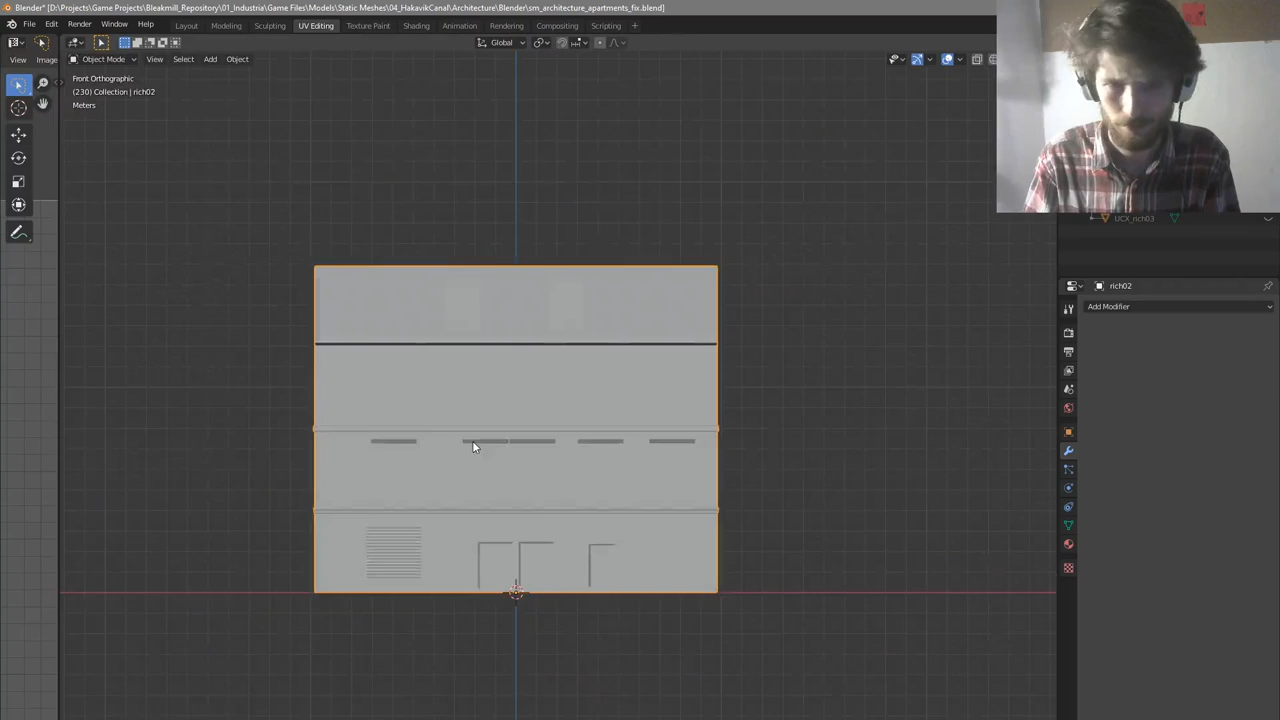 Blender* [D:\Projects\Game Projects\Bleakmill_Repository\01_Industria\Game Files\Models\Static Meshes\04_HakavikCanal\Architecture\Blender\sm_architecture_apartments_fix.blend]
File Edit Render Window Help Layout Modeling Sculpting UV Editing Texture Paint Shading Animation Rendering Compositing Scripting +
Global
View Image Object Mode View Select Add Object
Front Orthographic
(230) Collection | rich02
Meters
UCX_rich03
rich02
Add Modifier